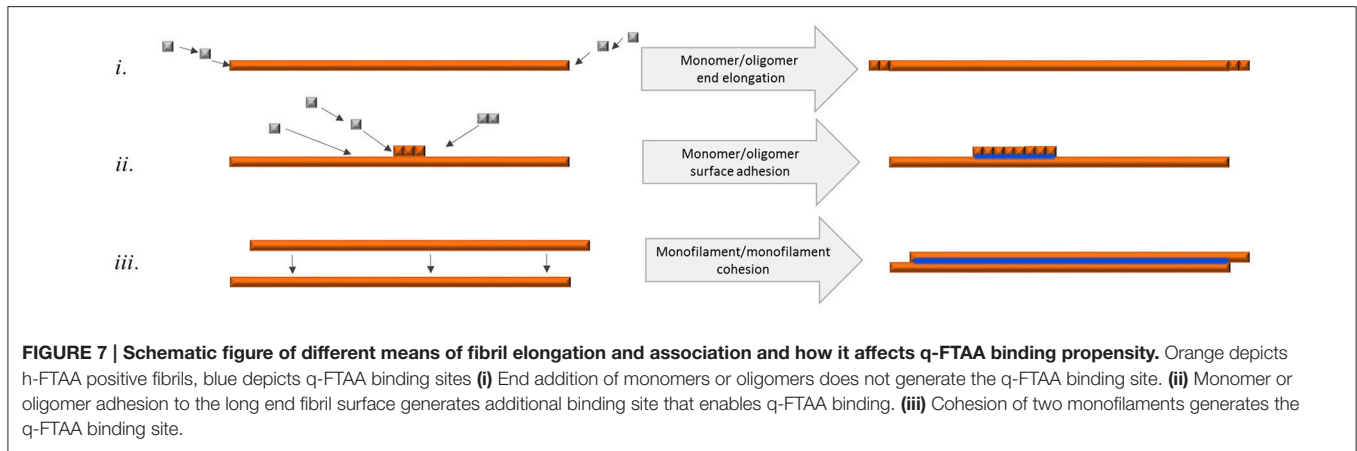 i.
Monomer/oligomer
end elongation
ii.
Monomer/oligomer
surface adhesion
iii.
Monofilament/monofilament
cohesion
FIGURE 7 | Schematic figure of different means of fibril elongation and association and how it affects q-FTAA binding propensity. Orange depicts
h-FTAA positive fibrils, blue depicts q-FTAA binding sites (i) End addition of monomers or oligomers does not generate the q-FTAA binding site. (ii) Monomer or
oligomer adhesion to the long end fibril surface generates additional binding site that enables q-FTAA binding. (iii) Cohesion of two monofilaments generates the
q-FTAA binding site.